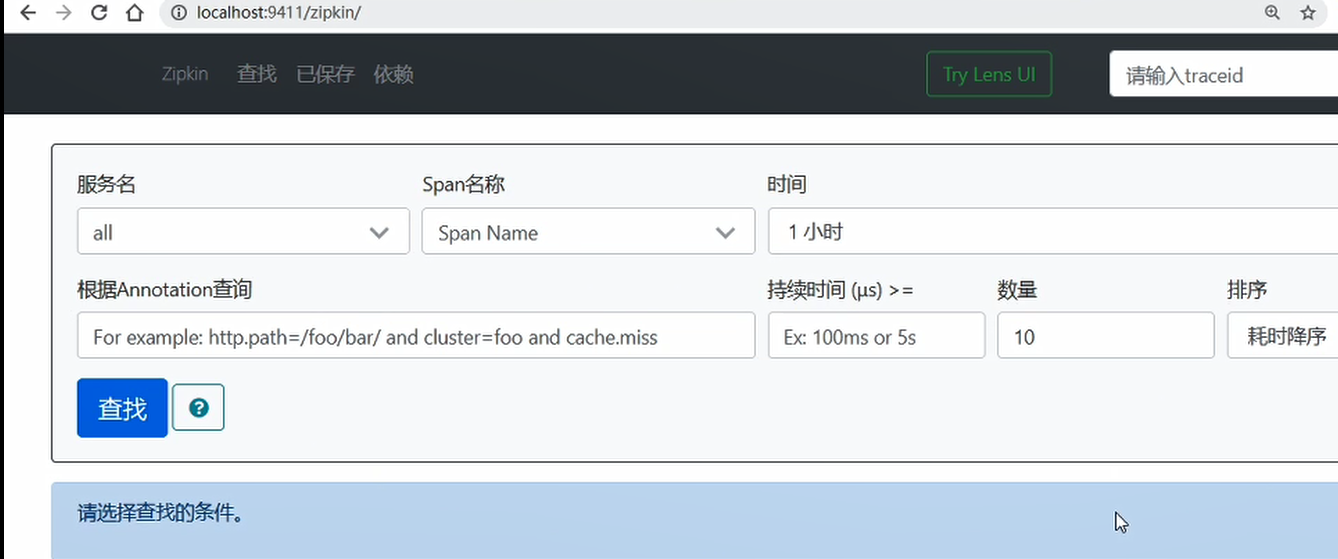 localhost:9411/zipkin/
Zipkin 查找 已保存 依赖 Try Lens UI 请输入traceid
服务名 Span名称 时间
all Span Name 1 小时
根据Annotation查询 持续时间 (μs) >= 数量 排序
For example: http.path=/foo/bar/ and cluster=foo and cache.miss Ex: 100ms or 5s 10 耗时降序
查找 ?
请选择查找的条件。